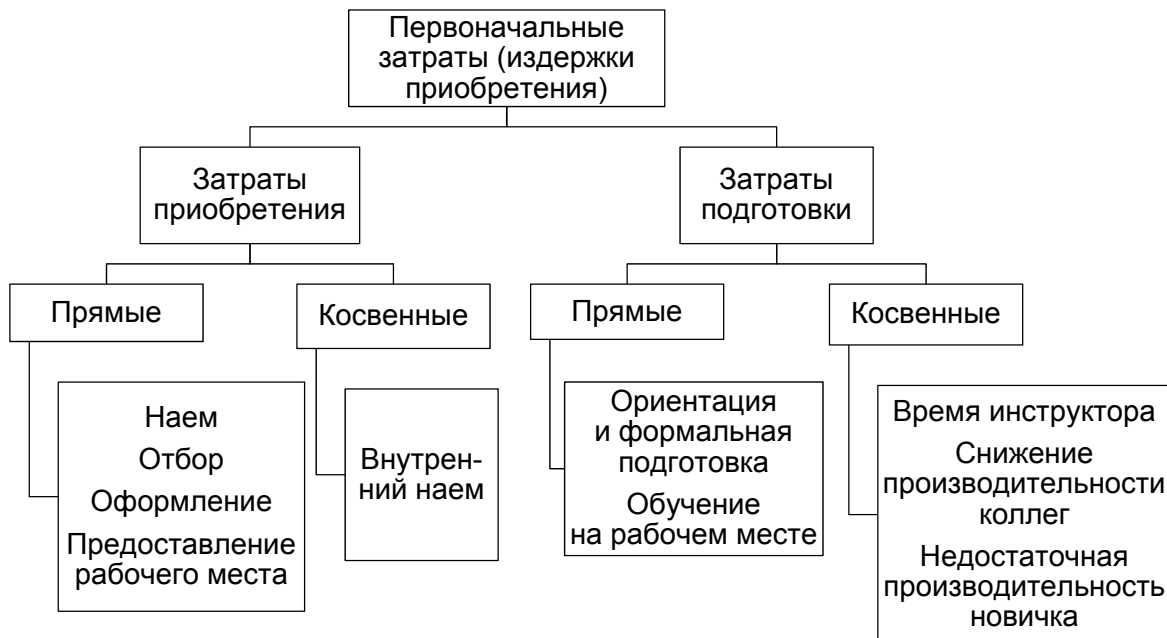 Первоначальные
затраты (издержки
приобретения)
Затраты
приобретения
Затраты
подготовки
Прямые
Косвенные
Прямые
Косвенные
Наем
Отбор
Оформление
Предоставление
рабочего места
Внутрен-
ний наем
Ориентация
и формальная
подготовка
Обучение
на рабочем месте
Время инструктора
Снижение
производительности
коллег
Недостаточная
производительность
новичка